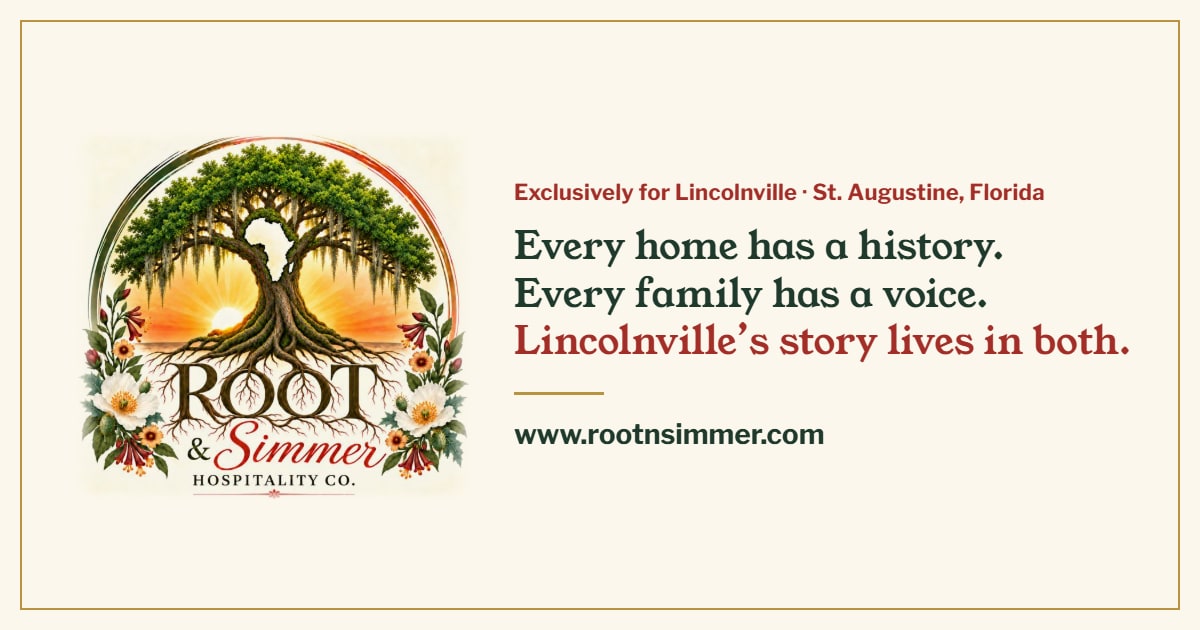 ROOT
& Simmer
HOSPITALITY CO.
Exclusively for Lincolnville · St. Augustine, Florida
Every home has a history.
Every family has a voice.
Lincolnville’s story lives in both.
www.rootnsimmer.com